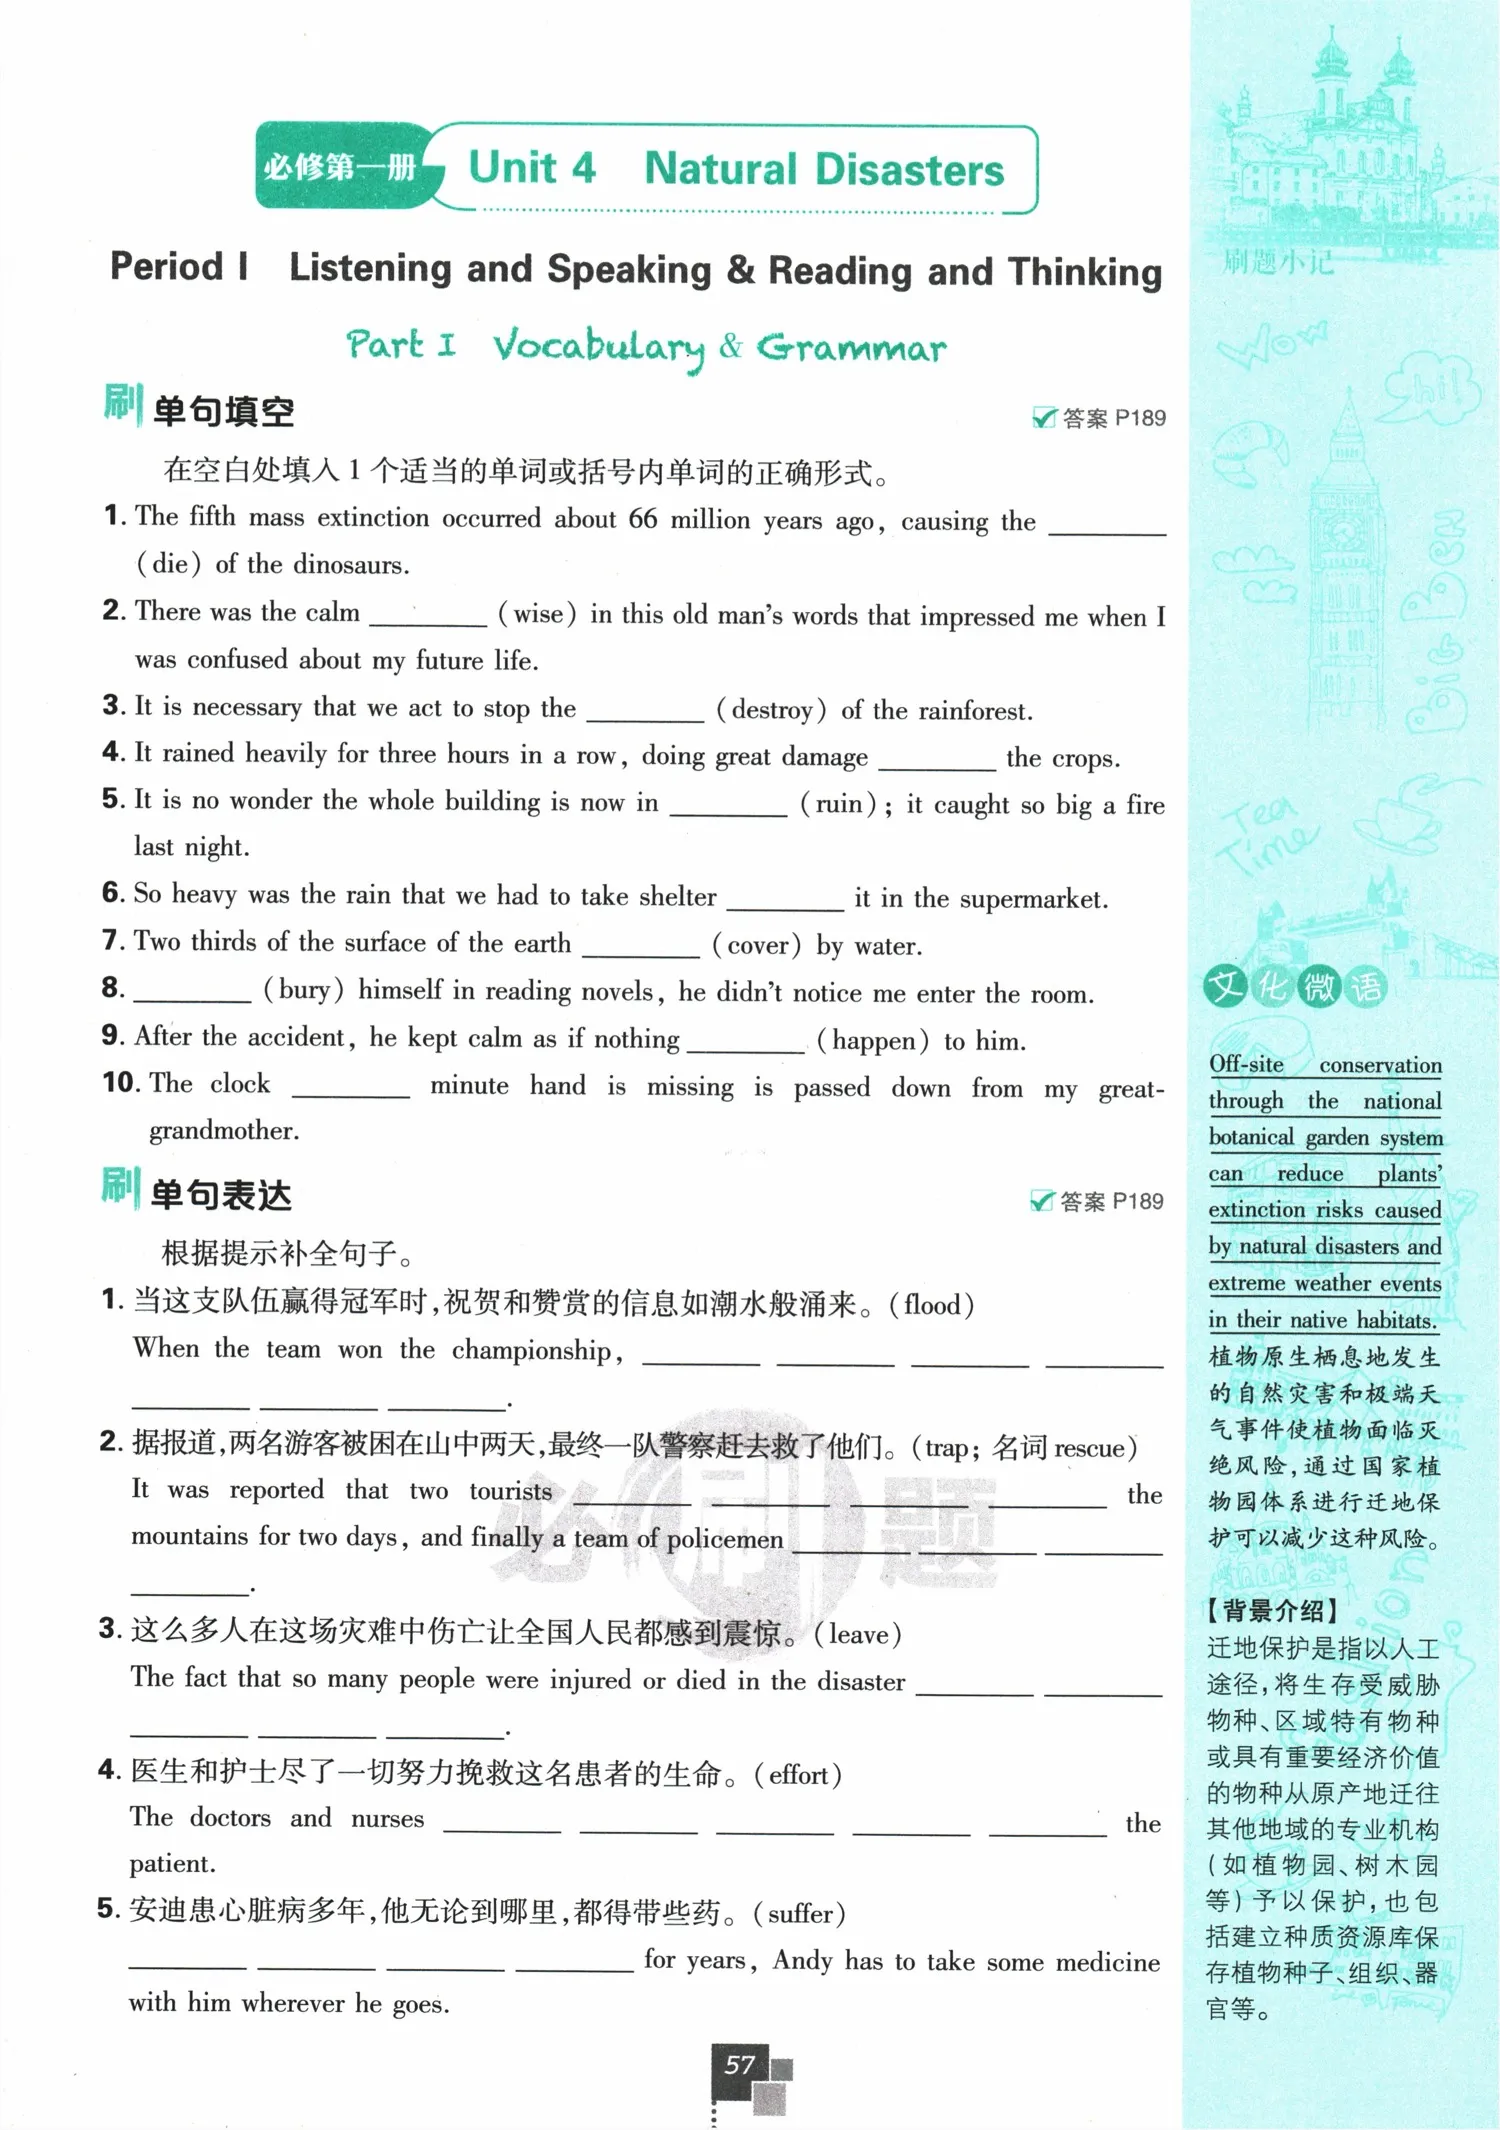 必修第一册 Unit 4 Natural Disasters
Period I Listening and Speaking & Reading and Thinking
Part I Vocabulary & Grammar
刷 单句填空 答案 P189
在空白处填入 1 个适当的单词或括号内单词的正确形式。
1. The fifth mass extinction occurred about 66 million years ago, causing the ________
(die) of the dinosaurs.
2. There was the calm ________ (wise) in this old man's words that impressed me when I
was confused about my future life.
3. It is necessary that we act to stop the ________ (destroy) of the rainforest.
4. It rained heavily for three hours in a row, doing great damage ________ the crops.
5. It is no wonder the whole building is now in ________ (ruin); it caught so big a fire
last night.
6. So heavy was the rain that we had to take shelter ________ it in the supermarket.
7. Two thirds of the surface of the earth ________ (cover) by water.
8. ________ (bury) himself in reading novels, he didn't notice me enter the room.
9. After the accident, he kept calm as if nothing ________ (happen) to him.
10. The clock ________ minute hand is missing is passed down from my great-
grandmother.
刷 单句表达 答案 P189
根据提示补全句子。
1. 当这支队伍赢得冠军时,祝贺和赞赏的信息如潮水般涌来。(flood)
When the team won the championship, ________ ________ ________ ________
________ ________ ________.
2. 据报道,两名游客被困在山中两天,最终一队警察赶去救了他们。(trap; 名词 rescue)
It was reported that two tourists ________ ________ ________ ________ the
mountains for two days, and finally a team of policemen ________ ________ ________
________.
3. 这么多人在这场灾难中伤亡让全国人民都感到震惊。(leave)
The fact that so many people were injured or died in the disaster ________ ________
________ ________ ________.
4. 医生和护士尽了一切努力挽救这名患者的生命。(effort)
The doctors and nurses ________ ________ ________ ________ ________ the
patient.
5. 安迪患心脏病多年,他无论到哪里,都得带些药。(suffer)
________ ________ ________ ________ for years, Andy has to take some medicine
with him wherever he goes.
57
必刷题
刷题小记
Wow
hi!
Big Ben
Tea
Time
文化微语
Off-site conservation
through the national
botanical garden system
can reduce plants'
extinction risks caused
by natural disasters and
extreme weather events
in their native habitats.
植物原生栖息地发生
的自然灾害和极端天
气事件使植物面临灭
绝风险,通过国家植
物园体系进行迁地保
护可以减少这种风险。
【背景介绍】
迁地保护是指以人工
途径,将生存受威胁
物种、区域特有物种
或具有重要经济价值
的物种从原产地迁往
其他地域的专业机构
(如植物园、树木园
等)予以保护,也包
括建立种质资源库保
存植物种子、组织、器
官等。